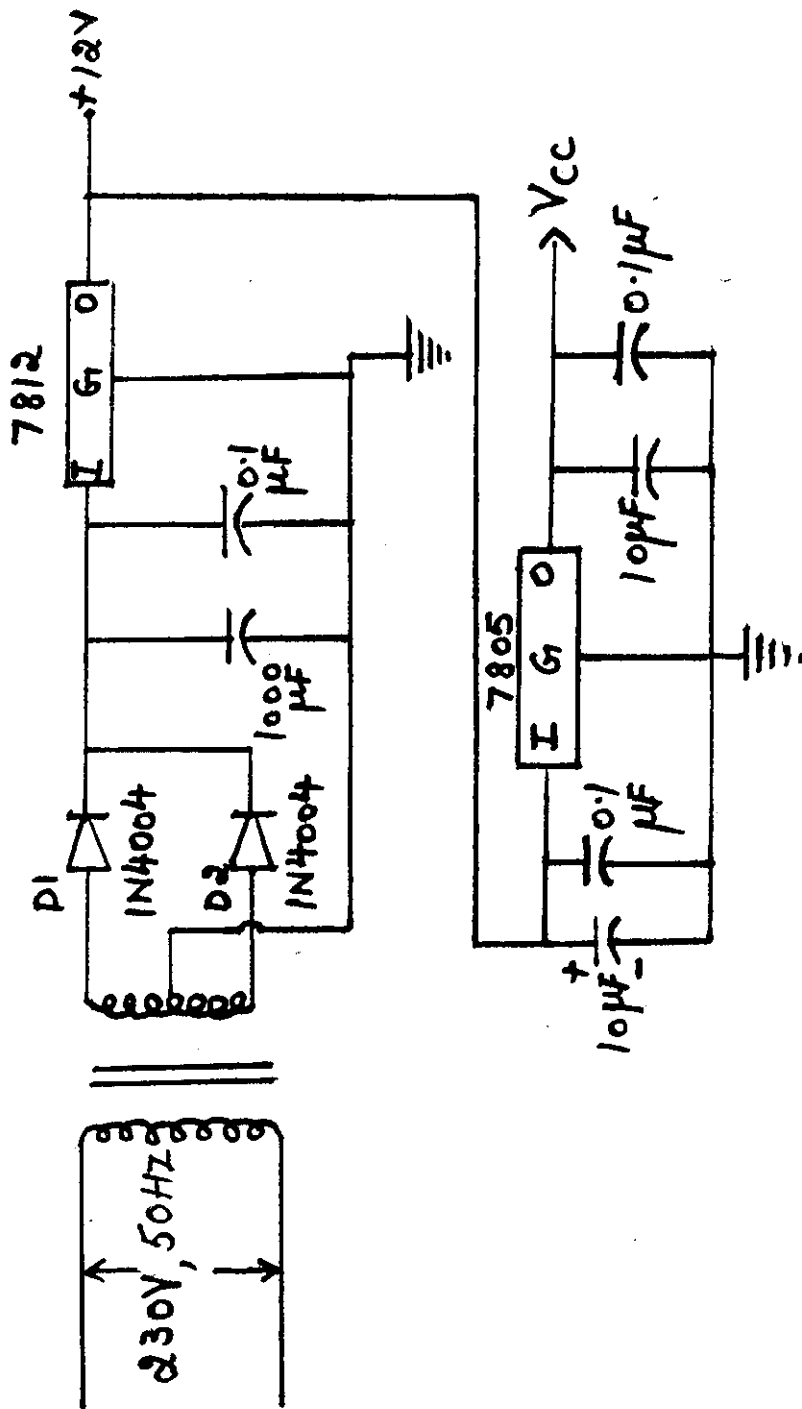 230V, 50HZ
D1
1N4004
D2
1N4004
1000
µF
0.1
µF
7812
I G O
+12V
+
10µF
-
0.1
µF
7805
I G O
10µF
0.1µF
VCC